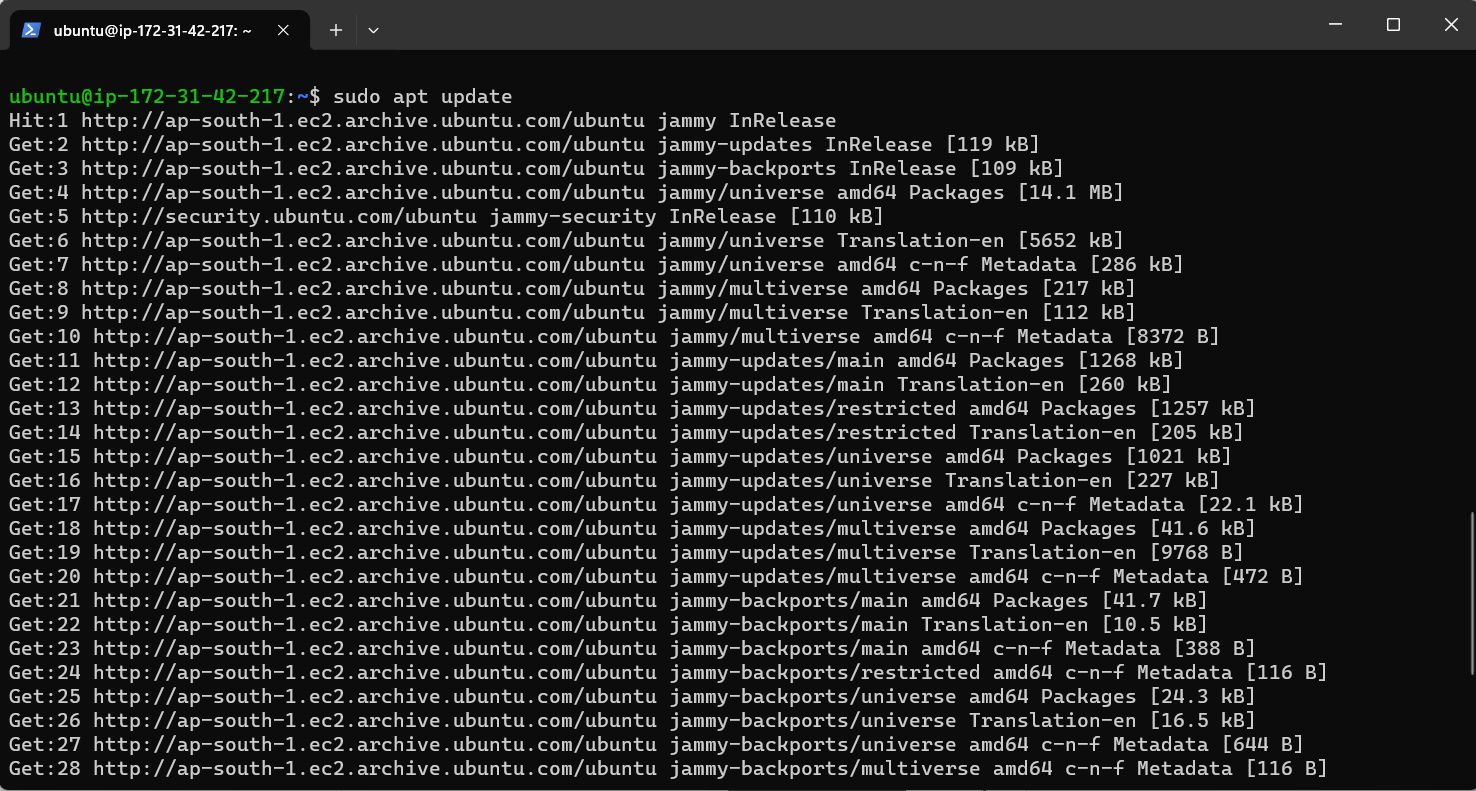 ubuntu@ip-172-31-42-217: ~
ubuntu@ip-172-31-42-217:~$ sudo apt update
Hit:1 http://ap-south-1.ec2.archive.ubuntu.com/ubuntu jammy InRelease
Get:2 http://ap-south-1.ec2.archive.ubuntu.com/ubuntu jammy-updates InRelease [119 kB]
Get:3 http://ap-south-1.ec2.archive.ubuntu.com/ubuntu jammy-backports InRelease [109 kB]
Get:4 http://ap-south-1.ec2.archive.ubuntu.com/ubuntu jammy/universe amd64 Packages [14.1 MB]
Get:5 http://security.ubuntu.com/ubuntu jammy-security InRelease [110 kB]
Get:6 http://ap-south-1.ec2.archive.ubuntu.com/ubuntu jammy/universe Translation-en [5652 kB]
Get:7 http://ap-south-1.ec2.archive.ubuntu.com/ubuntu jammy/universe amd64 c-n-f Metadata [286 kB]
Get:8 http://ap-south-1.ec2.archive.ubuntu.com/ubuntu jammy/multiverse amd64 Packages [217 kB]
Get:9 http://ap-south-1.ec2.archive.ubuntu.com/ubuntu jammy/multiverse Translation-en [112 kB]
Get:10 http://ap-south-1.ec2.archive.ubuntu.com/ubuntu jammy/multiverse amd64 c-n-f Metadata [8372 B]
Get:11 http://ap-south-1.ec2.archive.ubuntu.com/ubuntu jammy-updates/main amd64 Packages [1268 kB]
Get:12 http://ap-south-1.ec2.archive.ubuntu.com/ubuntu jammy-updates/main Translation-en [260 kB]
Get:13 http://ap-south-1.ec2.archive.ubuntu.com/ubuntu jammy-updates/restricted amd64 Packages [1257 kB]
Get:14 http://ap-south-1.ec2.archive.ubuntu.com/ubuntu jammy-updates/restricted Translation-en [205 kB]
Get:15 http://ap-south-1.ec2.archive.ubuntu.com/ubuntu jammy-updates/universe amd64 Packages [1021 kB]
Get:16 http://ap-south-1.ec2.archive.ubuntu.com/ubuntu jammy-updates/universe Translation-en [227 kB]
Get:17 http://ap-south-1.ec2.archive.ubuntu.com/ubuntu jammy-updates/universe amd64 c-n-f Metadata [22.1 kB]
Get:18 http://ap-south-1.ec2.archive.ubuntu.com/ubuntu jammy-updates/multiverse amd64 Packages [41.6 kB]
Get:19 http://ap-south-1.ec2.archive.ubuntu.com/ubuntu jammy-updates/multiverse Translation-en [9768 B]
Get:20 http://ap-south-1.ec2.archive.ubuntu.com/ubuntu jammy-updates/multiverse amd64 c-n-f Metadata [472 B]
Get:21 http://ap-south-1.ec2.archive.ubuntu.com/ubuntu jammy-backports/main amd64 Packages [41.7 kB]
Get:22 http://ap-south-1.ec2.archive.ubuntu.com/ubuntu jammy-backports/main Translation-en [10.5 kB]
Get:23 http://ap-south-1.ec2.archive.ubuntu.com/ubuntu jammy-backports/main amd64 c-n-f Metadata [388 B]
Get:24 http://ap-south-1.ec2.archive.ubuntu.com/ubuntu jammy-backports/restricted amd64 c-n-f Metadata [116 B]
Get:25 http://ap-south-1.ec2.archive.ubuntu.com/ubuntu jammy-backports/universe amd64 Packages [24.3 kB]
Get:26 http://ap-south-1.ec2.archive.ubuntu.com/ubuntu jammy-backports/universe Translation-en [16.5 kB]
Get:27 http://ap-south-1.ec2.archive.ubuntu.com/ubuntu jammy-backports/universe amd64 c-n-f Metadata [644 B]
Get:28 http://ap-south-1.ec2.archive.ubuntu.com/ubuntu jammy-backports/multiverse amd64 c-n-f Metadata [116 B]